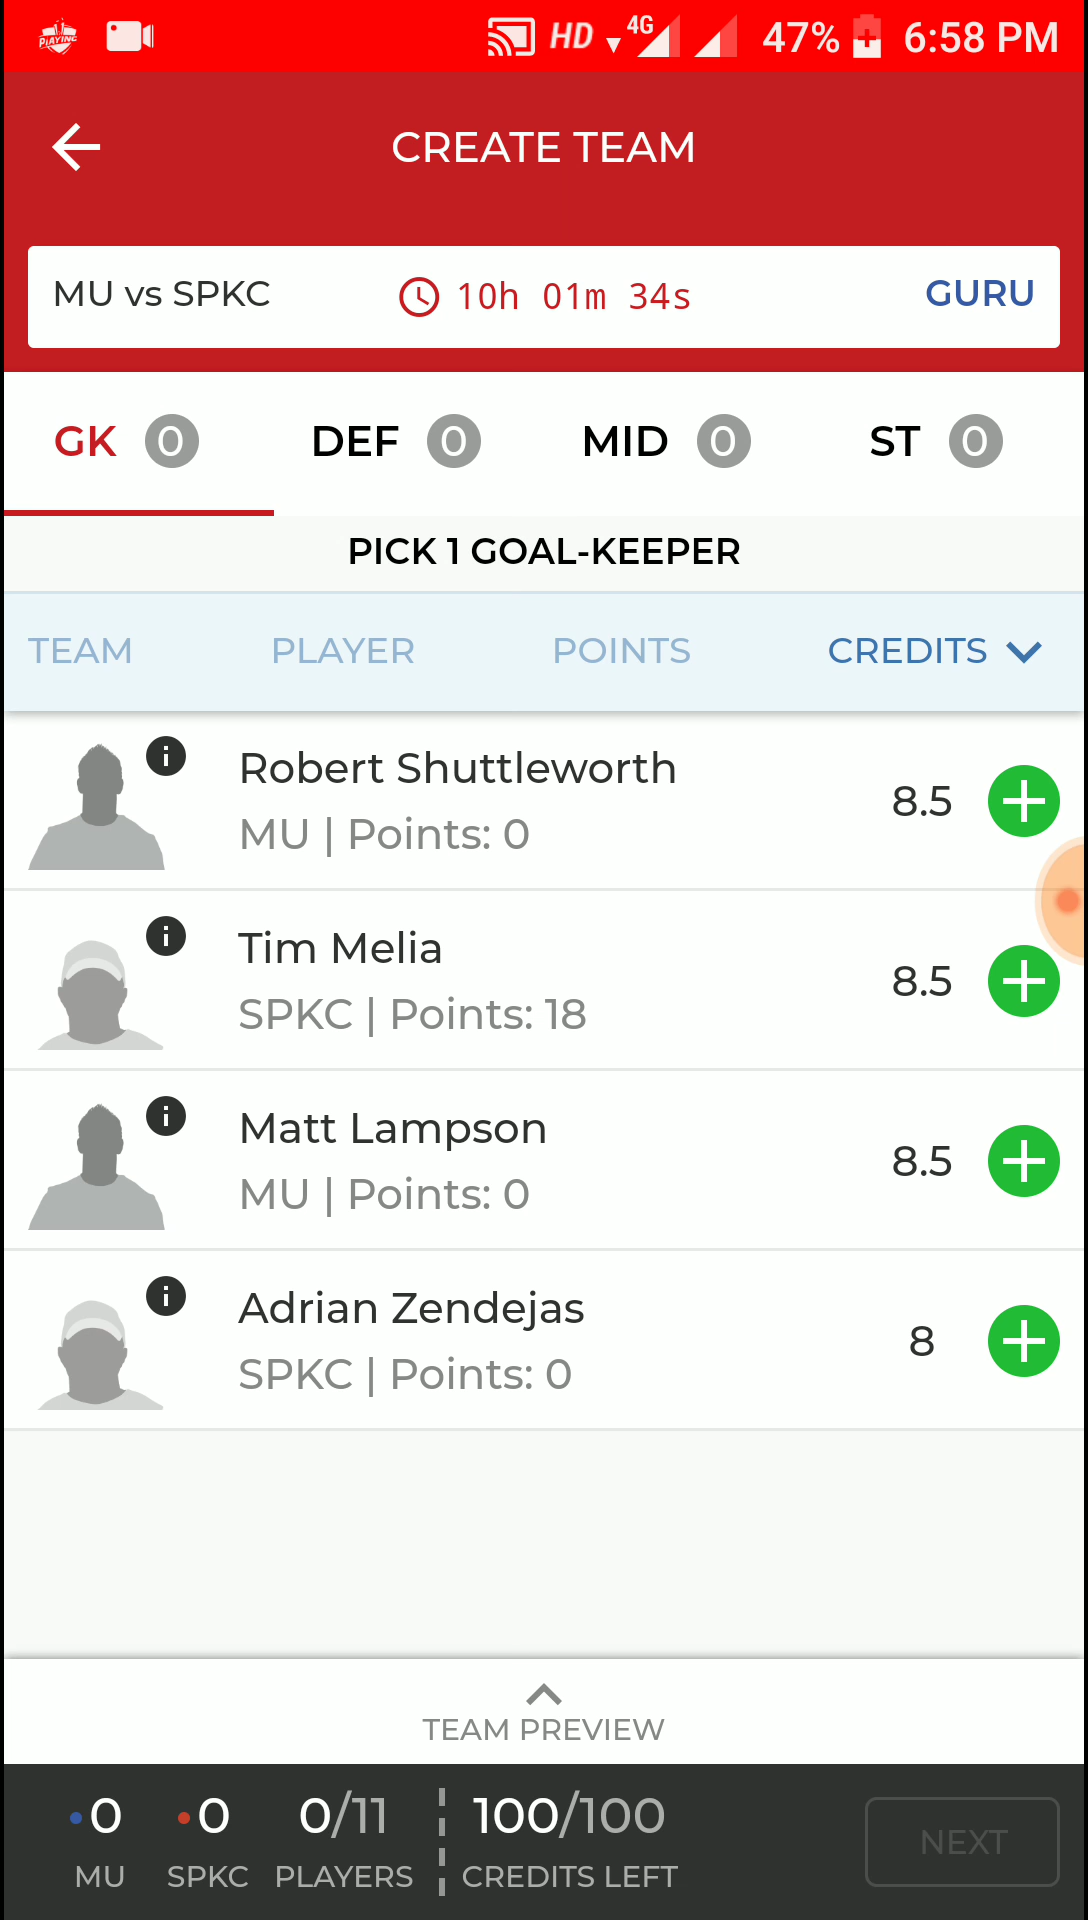 PLAYING HD 4G 47% 6:58 PM
CREATE TEAM
MU vs SPKC 10h 01m 34s GURU
GK 0 DEF 0 MID 0 ST 0
PICK 1 GOAL-KEEPER
TEAM PLAYER POINTS CREDITS
Robert Shuttleworth
MU | Points: 0
8.5
Tim Melia
SPKC | Points: 18
8.5
Matt Lampson
MU | Points: 0
8.5
Adrian Zendejas
SPKC | Points: 0
8
TEAM PREVIEW
0 0 0/11 100/100
MU SPKC PLAYERS CREDITS LEFT
NEXT